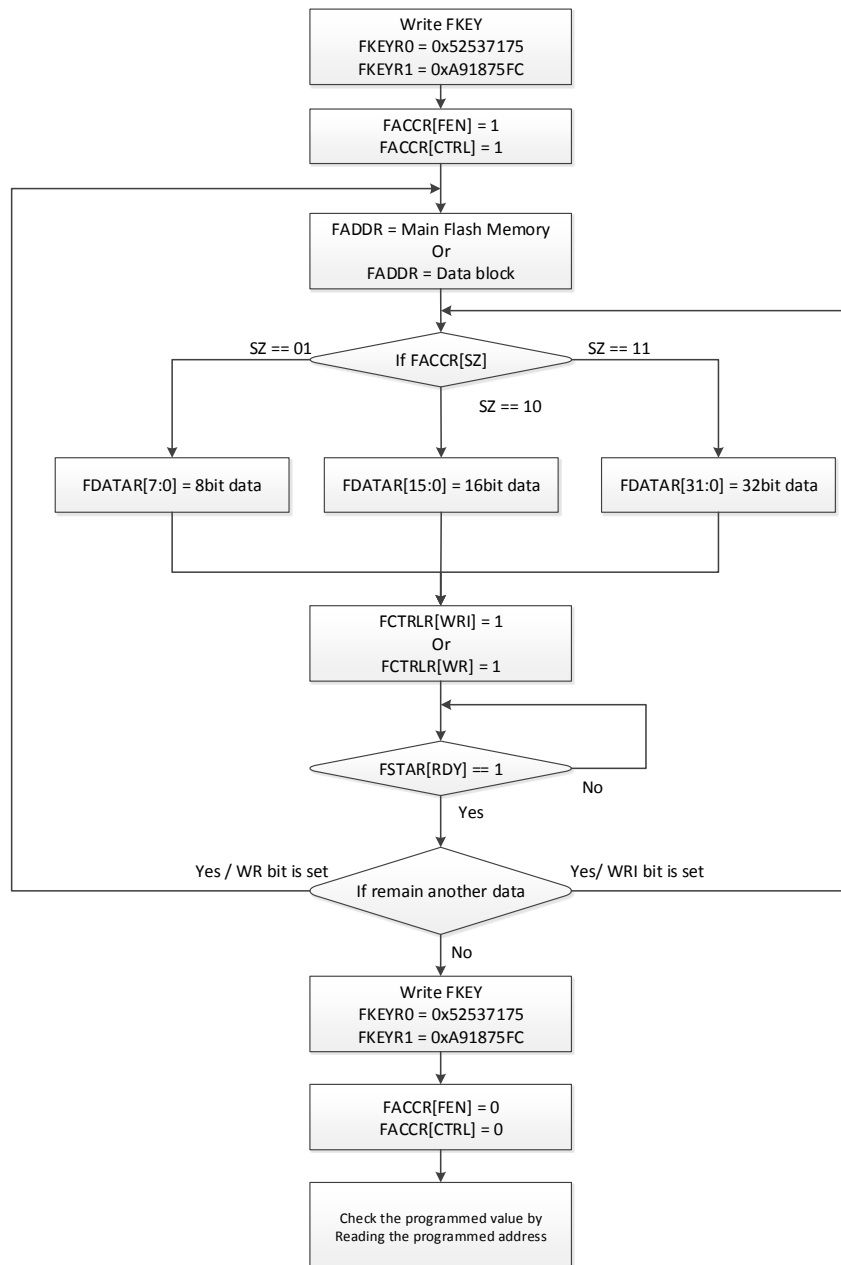 Write FKEY
FKEYR0 = 0x52537175
FKEYR1 = 0xA91875FC
FACCR[FEN] = 1
FACCR[CTRL] = 1
FADDR = Main Flash Memory
Or
FADDR = Data block
SZ == 01
If FACCR[SZ]
SZ == 11
SZ == 10
FDATAR[7:0] = 8bit data
FDATAR[15:0] = 16bit data
FDATAR[31:0] = 32bit data
FCTRLR[WRI] = 1
Or
FCTRLR[WR] = 1
FSTAR[RDY] == 1
No
Yes
Yes / WR bit is set
If remain another data
Yes/ WRI bit is set
No
Write FKEY
FKEYR0 = 0x52537175
FKEYR1 = 0xA91875FC
FACCR[FEN] = 0
FACCR[CTRL] = 0
Check the programmed value by
Reading the programmed address